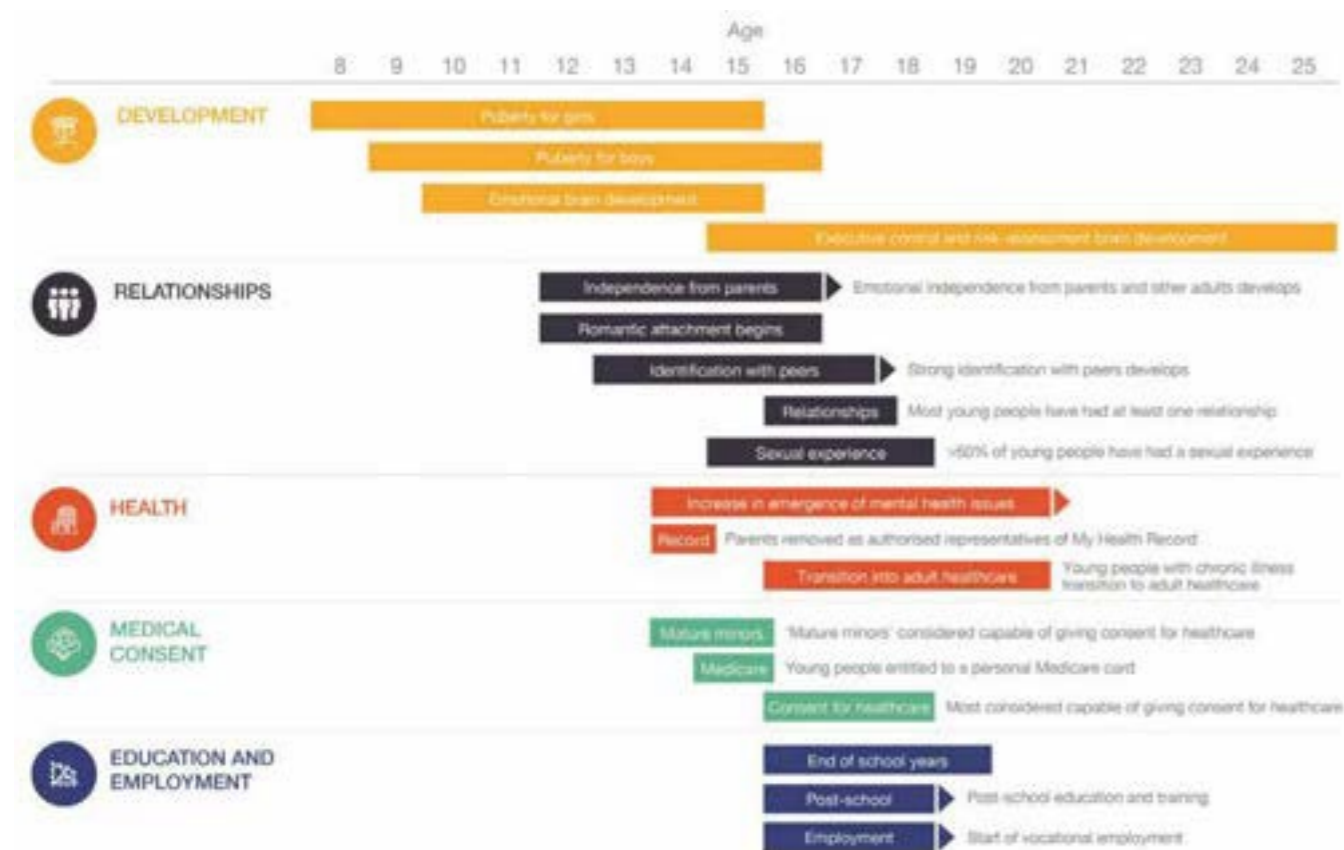 Age
8 9 10 11 12 13 14 15 16 17 18 19 20 21 22 23 24 25
DEVELOPMENT
Puberty for girls
Puberty for boys
Emotional brain development
Executive control and risk-assessment brain development
RELATIONSHIPS
Independence from parents Emotional independence from parents and other adults develops
Romantic attachment begins
Identification with peers Strong identification with peers develops
Relationships Most young people have had at least one relationship
Sexual experience >50% of young people have had a sexual experience
HEALTH
Increase in emergence of mental health issues
Record Parents removed as authorised representatives of My Health Record
Transition into adult healthcare Young people with chronic illness
transition to adult healthcare
MEDICAL
CONSENT
Mature minors 'Mature minors' considered capable of giving consent for healthcare
Medicare Young people entitled to a personal Medicare card
Consent for healthcare Most considered capable of giving consent for healthcare
EDUCATION AND
EMPLOYMENT
End of school years
Post-school Post-school education and training
Employment Start of vocational employment